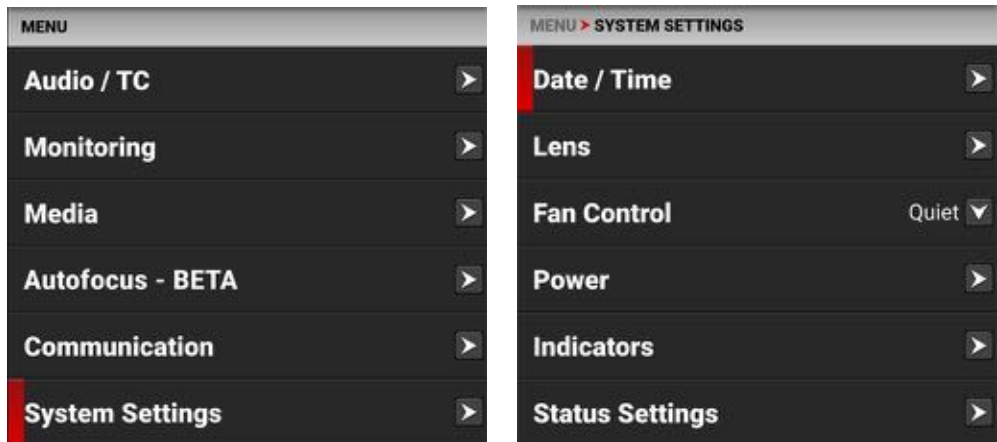 MENU
Audio / TC
Monitoring
Media
Autofocus - BETA
Communication
System Settings
MENU > SYSTEM SETTINGS
Date / Time
Lens
Fan Control Quiet
Power
Indicators
Status Settings